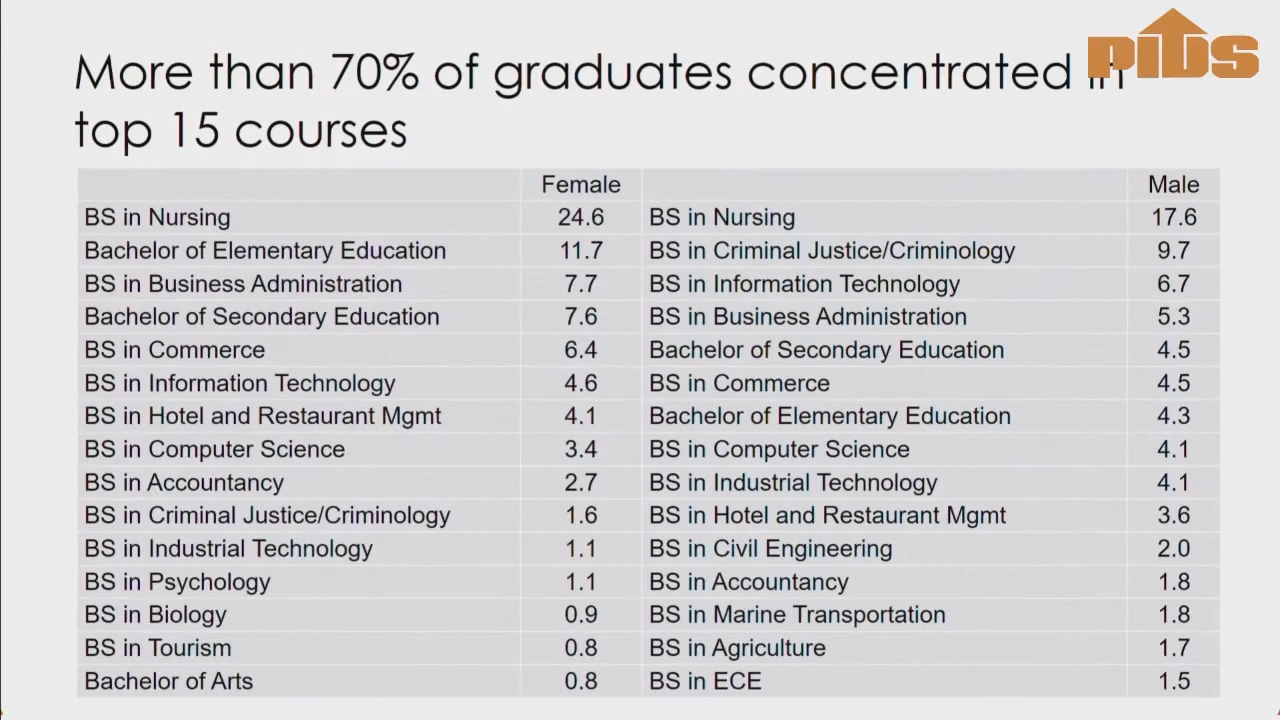 More than 70% of graduates concentrated in
top 15 courses
PIDS
Female Male
BS in Nursing 24.6 BS in Nursing 17.6
Bachelor of Elementary Education 11.7 BS in Criminal Justice/Criminology 9.7
BS in Business Administration 7.7 BS in Information Technology 6.7
Bachelor of Secondary Education 7.6 BS in Business Administration 5.3
BS in Commerce 6.4 Bachelor of Secondary Education 4.5
BS in Information Technology 4.6 BS in Commerce 4.5
BS in Hotel and Restaurant Mgmt 4.1 Bachelor of Elementary Education 4.3
BS in Computer Science 3.4 BS in Computer Science 4.1
BS in Accountancy 2.7 BS in Industrial Technology 4.1
BS in Criminal Justice/Criminology 1.6 BS in Hotel and Restaurant Mgmt 3.6
BS in Industrial Technology 1.1 BS in Civil Engineering 2.0
BS in Psychology 1.1 BS in Accountancy 1.8
BS in Biology 0.9 BS in Marine Transportation 1.8
BS in Tourism 0.8 BS in Agriculture 1.7
Bachelor of Arts 0.8 BS in ECE 1.5